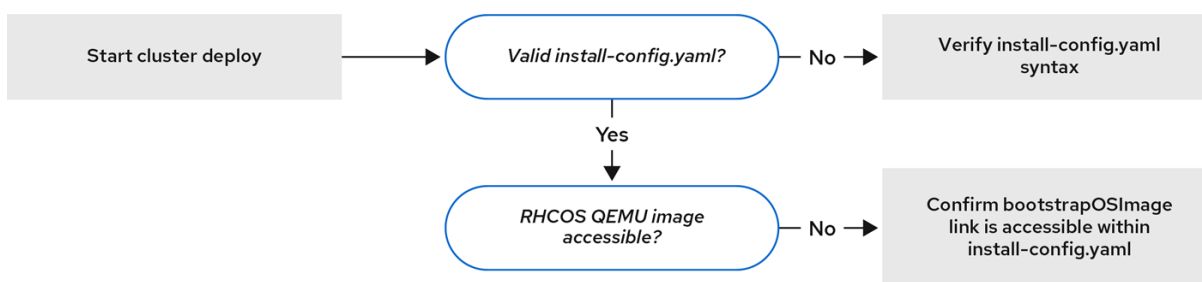 Start cluster deploy
Valid install-config.yaml?
No
Verify install-config.yaml
syntax
Yes
RHCOS QEMU image
accessible?
No
Confirm bootstrapOSImage
link is accessible within
install-config.yaml